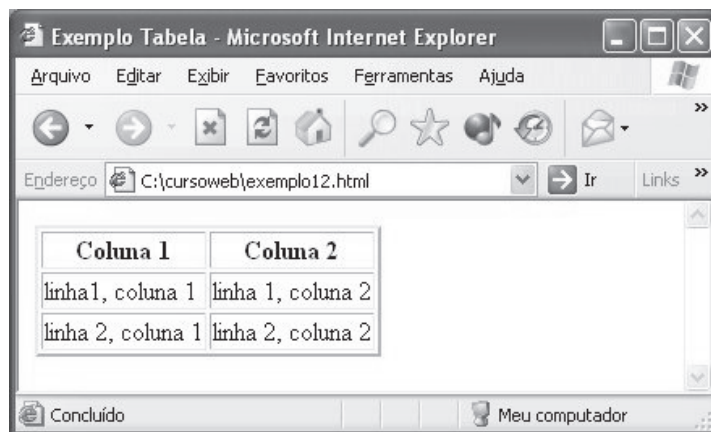 Exemplo Tabela - Microsoft Internet Explorer
Arquivo Editar Exibir Favoritos Ferramentas Ajuda
Endereço C:\cursoweb\exemplo12.html Ir Links
Coluna 1 Coluna 2
linha1, coluna 1 linha 1, coluna 2
linha 2, coluna 1 linha 2, coluna 2
Concluído Meu computador